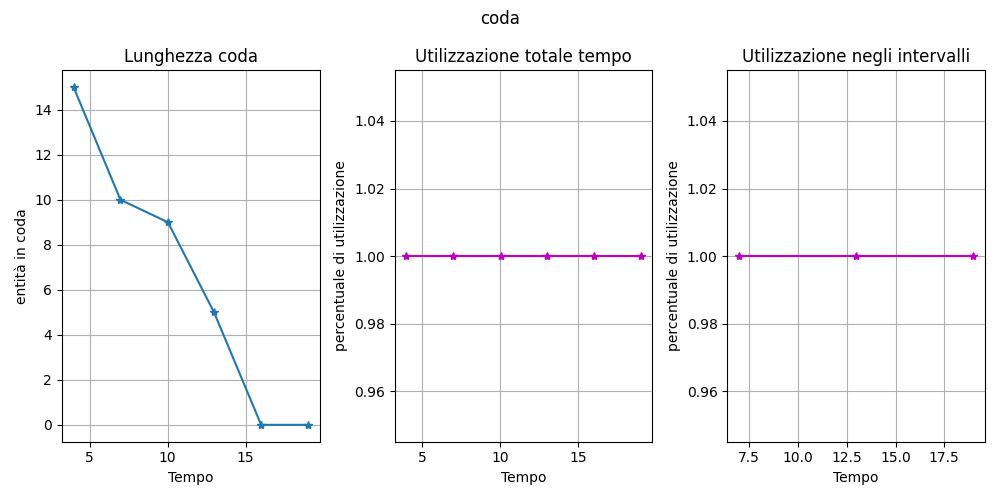 coda
Lunghezza coda
entità in coda
14
12
10
8
6
4
2
0
5 10 15
Tempo
Utilizzazione totale tempo
percentuale di utilizzazione
1.04
1.02
1.00
0.98
0.96
5 10 15
Tempo
Utilizzazione negli intervalli
percentuale di utilizzazione
1.04
1.02
1.00
0.98
0.96
7.5 10.0 12.5 15.0 17.5
Tempo